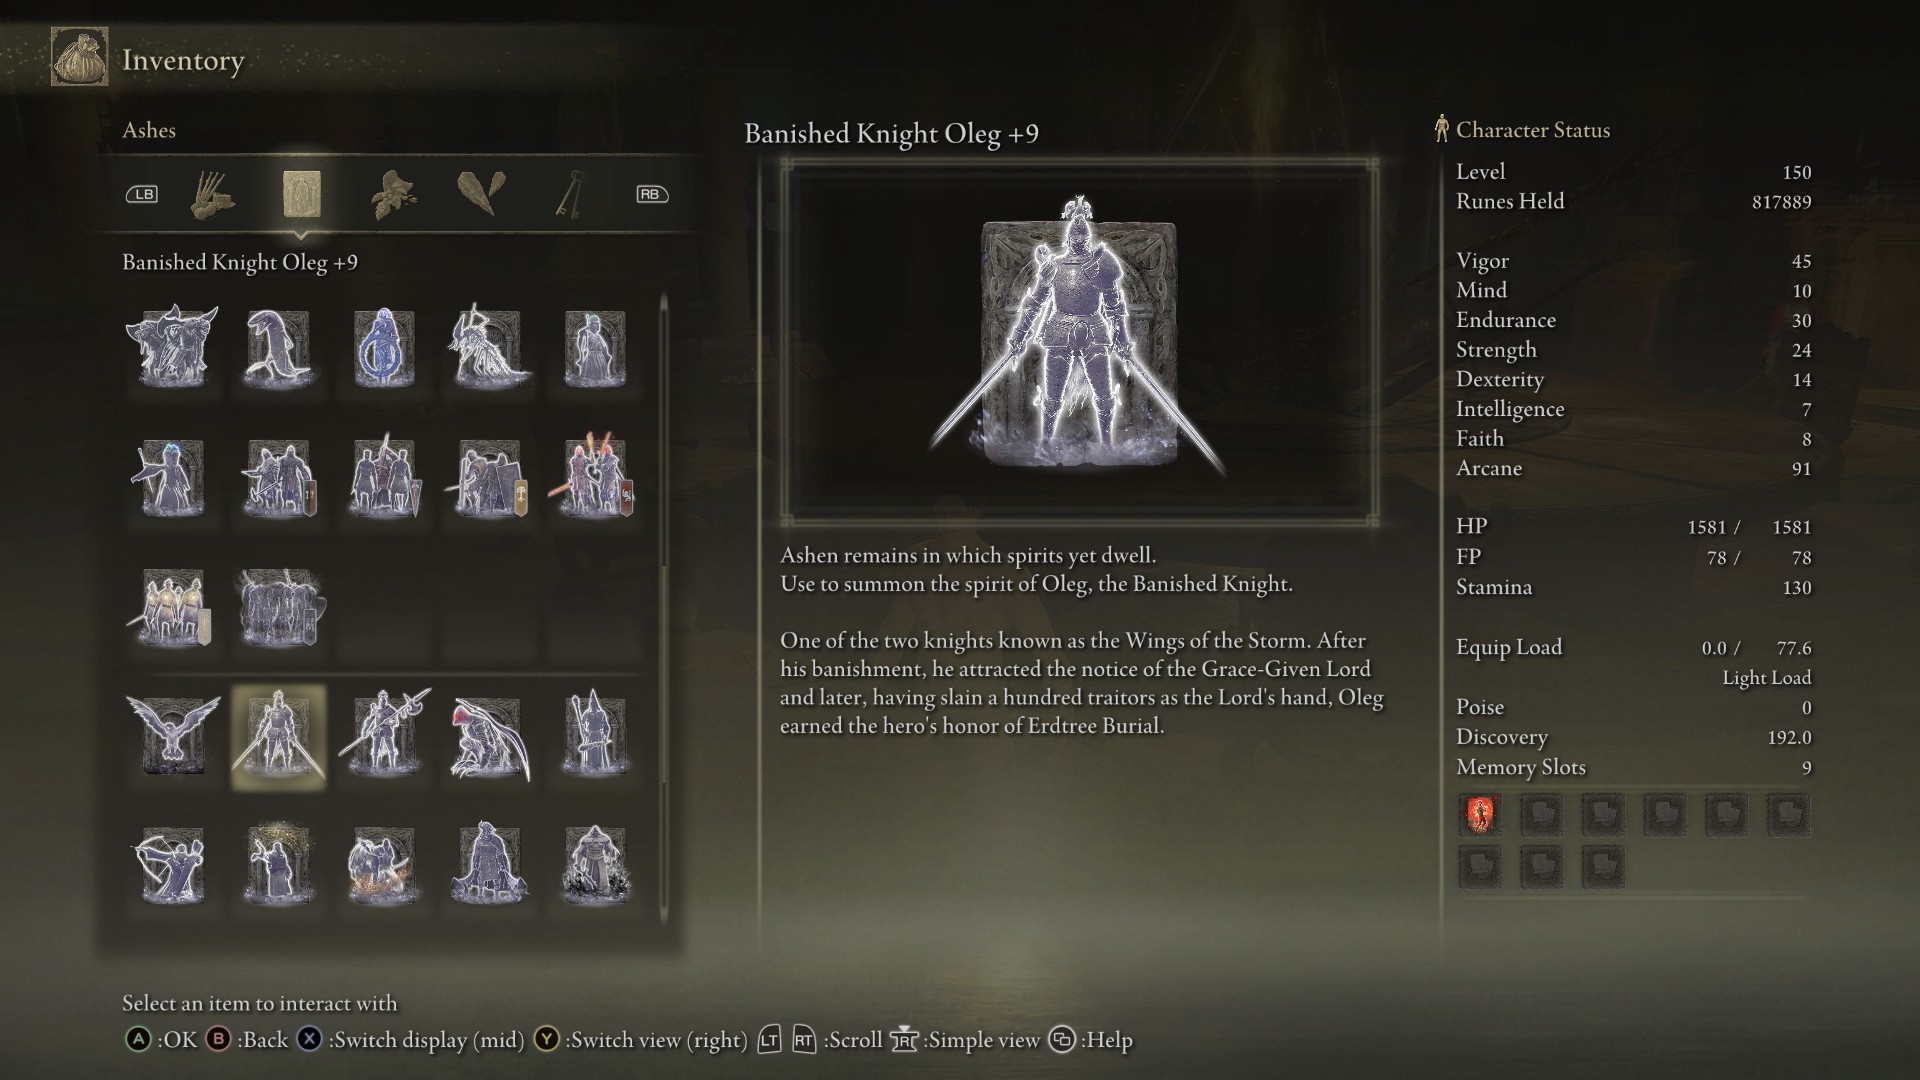 Inventory
Ashes
LB
RB
Banished Knight Oleg +9
Banished Knight Oleg +9
Ashen remains in which spirits yet dwell.
Use to summon the spirit of Oleg, the Banished Knight.
One of the two knights known as the Wings of the Storm. After
his banishment, he attracted the notice of the Grace-Given Lord
and later, having slain a hundred traitors as the Lord's hand, Oleg
earned the hero's honor of Erdtree Burial.
Character Status
Level 150
Runes Held 817889
Vigor 45
Mind 10
Endurance 30
Strength 24
Dexterity 14
Intelligence 7
Faith 8
Arcane 91
HP 1581 / 1581
FP 78 / 78
Stamina 130
Equip Load 0.0 / 77.6
Light Load
Poise 0
Discovery 192.0
Memory Slots 9
Select an item to interact with
A :OK B :Back X :Switch display (mid) Y :Switch view (right) LT RT :Scroll R :Simple view :Help